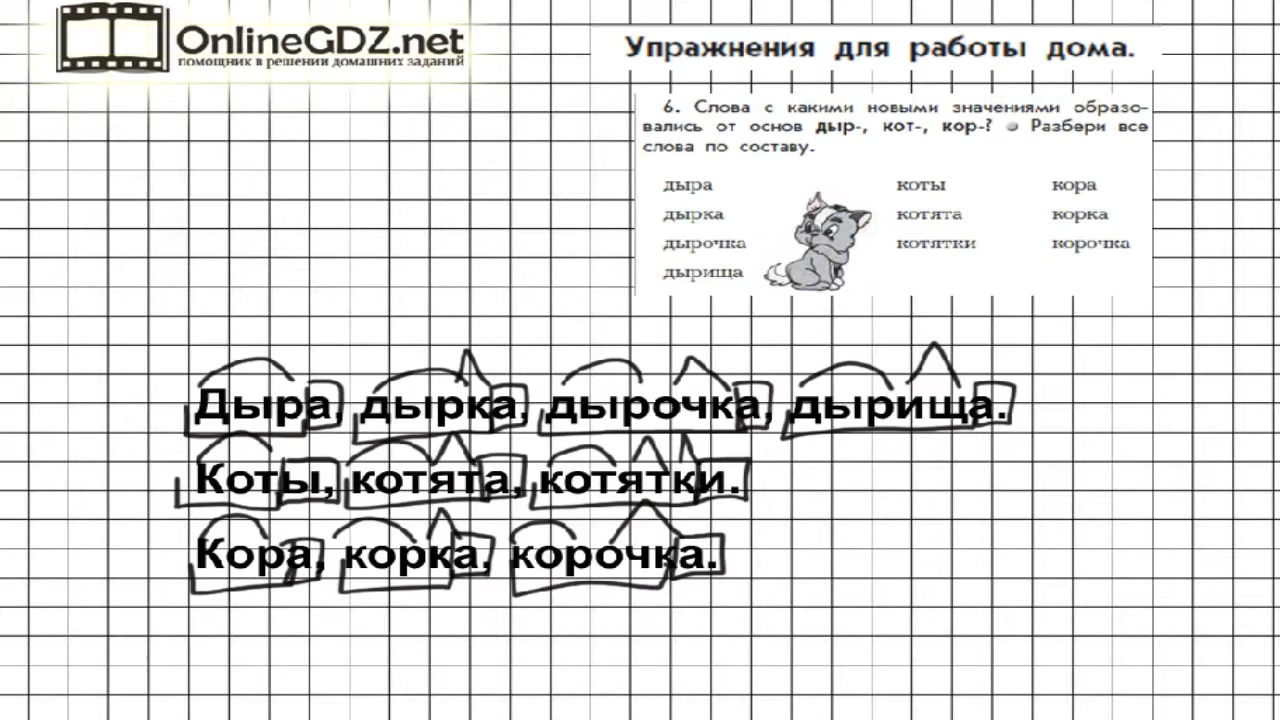 OnlineGDZ.net
помощник в решении домашних заданий
Упражнения для работы дома.
6. Слова с какими новыми значениями образо-
вались от основ дыр-, кот-, кор-? Разбери все
слова по составу.
дыра коты кора
дырка котята корка
дырочка котятки корочка
дырища
Дыра, дырка, дырочка, дырища.
Коты, котята, котятки.
Кора, корка, корочка.